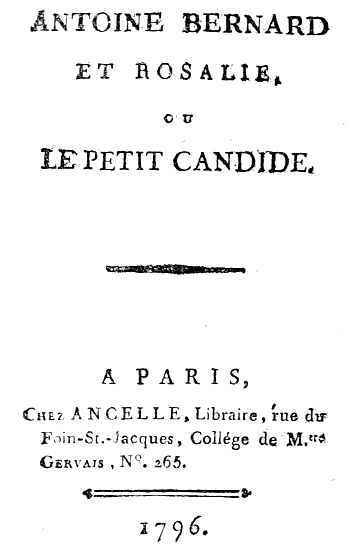 ANTOINE BERNARD
ET ROSALIE,
OU
LE PETIT CANDIDE.
A PARIS,
CHEZ ANCELLE, Libraire, rue du
Foin-St.-Jacques, Collége de M.tre
GERVAIS, N°. 265.
1796.